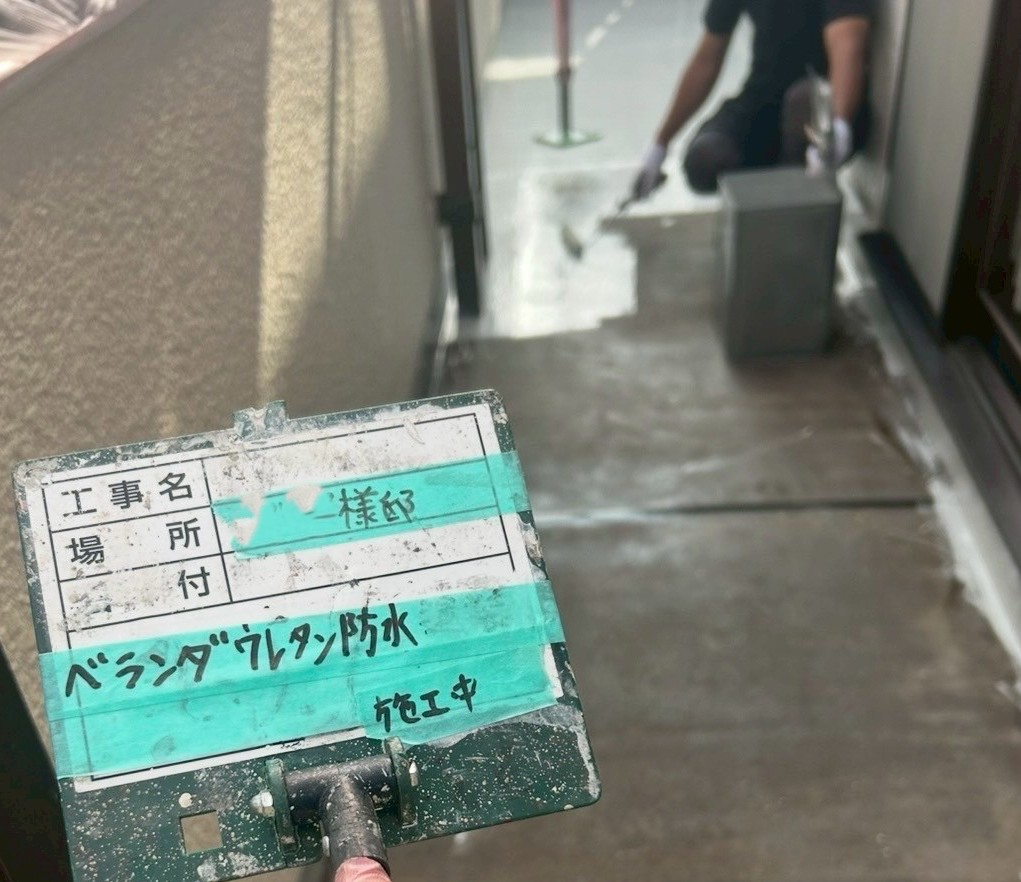 工事名 様邸
場所
付
ベランダウレタン防水
施工中